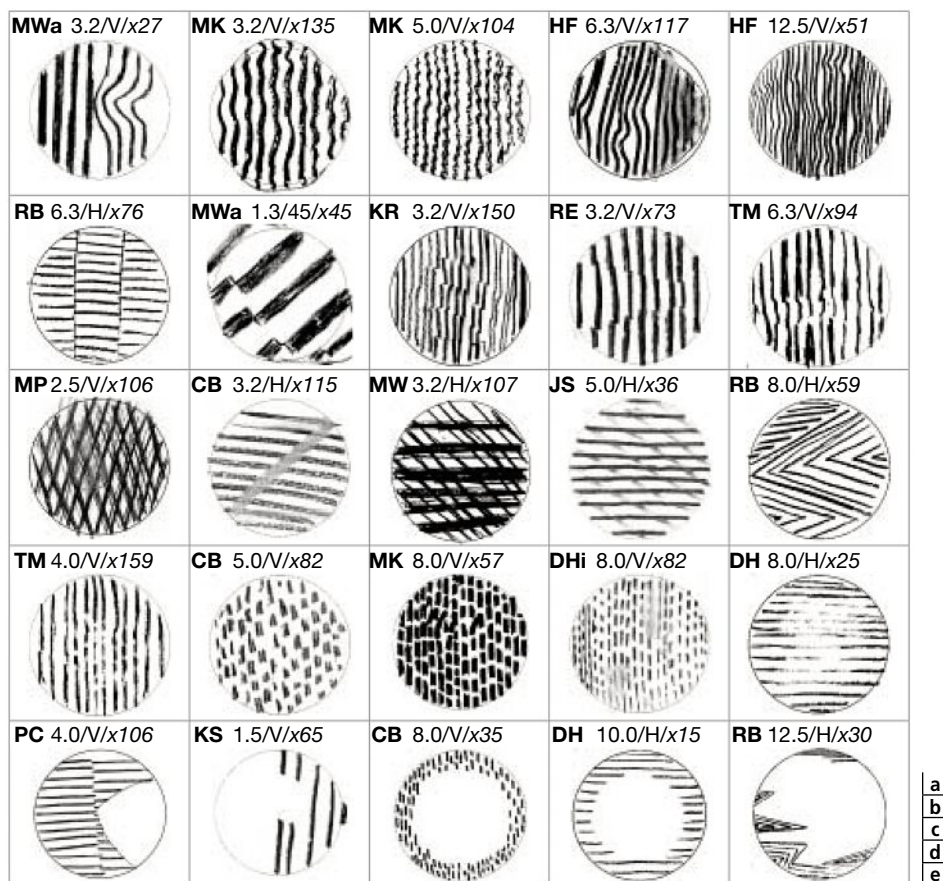 MWa 3.2/V/x27 MK 3.2/V/x135 MK 5.0/V/x104 HF 6.3/V/x117 HF 12.5/V/x51
RB 6.3/H/x76 MWa 1.3/45/x45 KR 3.2/V/x150 RE 3.2/V/x73 TM 6.3/V/x94
MP 2.5/V/x106 CB 3.2/H/x115 MW 3.2/H/x107 JS 5.0/H/x36 RB 8.0/H/x59
TM 4.0/V/x159 CB 5.0/V/x82 MK 8.0/V/x57 DHi 8.0/V/x82 DH 8.0/H/x25
PC 4.0/V/x106 KS 1.5/V/x65 CB 8.0/V/x35 DH 10.0/H/x15 RB 12.5/H/x30
a
b
c
d
e